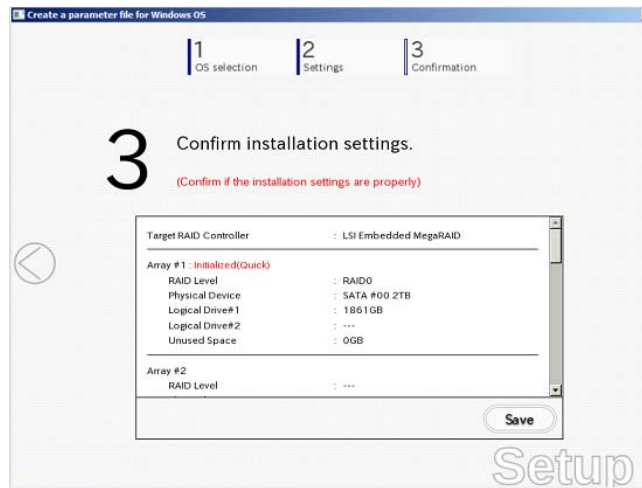 Create a parameter file for Windows OS
1
OS selection
2
Settings
3
Confirmation
3
Confirm installation settings.
(Confirm if the installation settings are properly)
Target RAID Controller : LSI Embedded MegaRAID
Array #1 : Initialized(Quick)
RAID Level : RAID0
Physical Device : SATA #00 2TB
Logical Drive#1 : 1861GB
Logical Drive#2 : ---
Unused Space : 0GB
Array #2
RAID Level : ---
Save
Setup